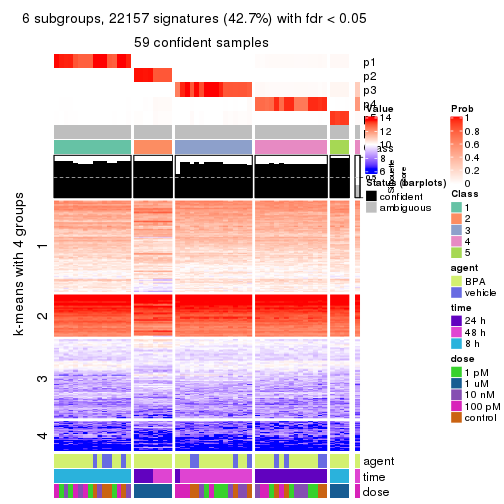 6 subgroups, 22157 signatures (42.7%) with fdr < 0.05
59 confident samples
p1
p2
p3
p4
k-means with 4 groups
1
2
3
4
agent
time
dose
Value
14
12
10
8
6
Status (barplots)
confident
ambiguous
Prob
1
0.8
0.6
0.4
0.2
0
Class
1
2
3
4
5
agent
BPA
vehicle
time
24 h
48 h
8 h
dose
1 pM
1 uM
10 nM
100 pM
control